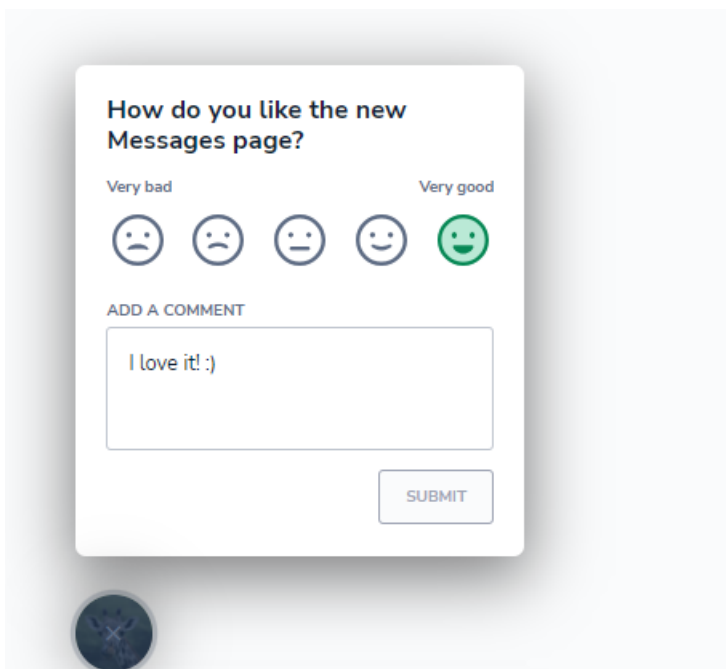 How do you like the new
Messages page?
Very bad Very good
ADD A COMMENT
I love it! :)
SUBMIT